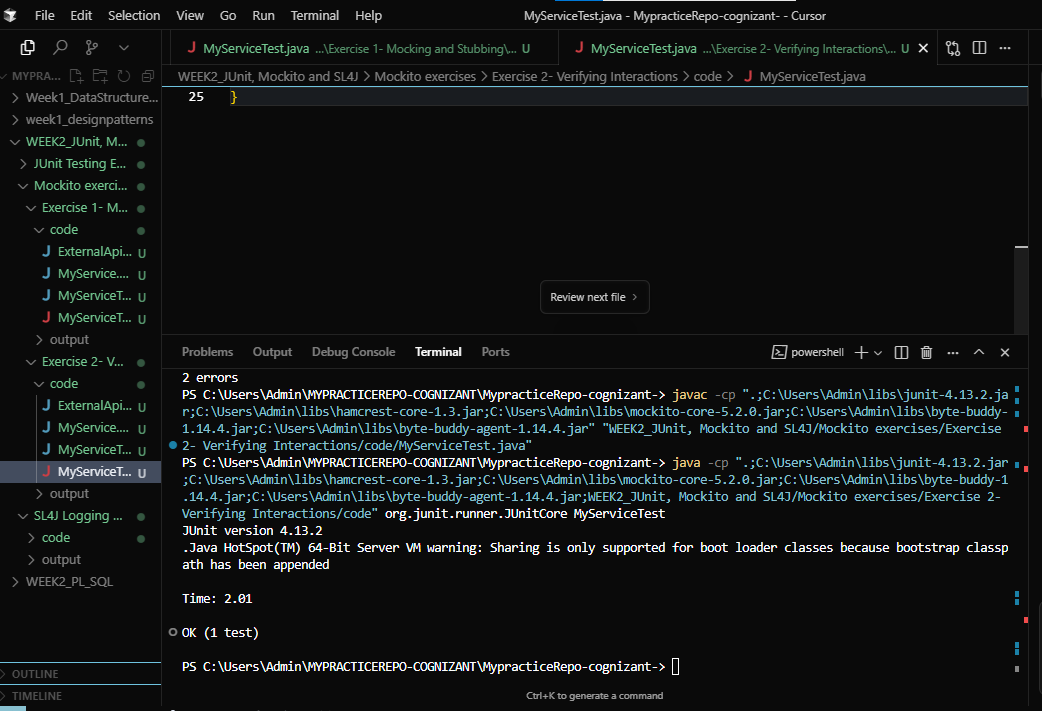 File Edit Selection View Go Run Terminal Help
MyServiceTest.java - MypracticeRepo-cognizant- - Cursor
MyServiceTest.java ...\Exercise 1- Mocking and Stubbing\... U
MyServiceTest.java ...\Exercise 2- Verifying Interactions\... U
MYPRA...
WEEK2_JUnit, Mockito and SL4J > Mockito exercises > Exercise 2- Verifying Interactions > code > MyServiceTest.java
25 }
Week1_DataStructure...
week1_designpatterns
WEEK2_JUnit, M...
JUnit Testing E...
Mockito exerci...
Exercise 1- M...
code
ExternalApi... U
MyService.... U
MyServiceT... U
MyServiceT... U
output
Exercise 2- V...
code
ExternalApi... U
MyService.... U
MyServiceT... U
MyServiceT... U
output
SL4J Logging ...
code
output
WEEK2_PL_SQL
OUTLINE
TIMELINE
Review next file
Problems Output Debug Console Terminal Ports
powershell
2 errors
PS C:\Users\Admin\MYPRACTICEREPO-COGNIZANT\MypracticeRepo-cognizant-> javac -cp ".;C:\Users\Admin\libs\junit-4.13.2.ja
r;C:\Users\Admin\libs\hamcrest-core-1.3.jar;C:\Users\Admin\libs\mockito-core-5.2.0.jar;C:\Users\Admin\libs\byte-buddy-
1.14.4.jar;C:\Users\Admin\libs\byte-buddy-agent-1.14.4.jar" "WEEK2_JUnit, Mockito and SL4J/Mockito exercises/Exercise
2- Verifying Interactions/code/MyServiceTest.java"
PS C:\Users\Admin\MYPRACTICEREPO-COGNIZANT\MypracticeRepo-cognizant-> java -cp ".;C:\Users\Admin\libs\junit-4.13.2.jar
;C:\Users\Admin\libs\hamcrest-core-1.3.jar;C:\Users\Admin\libs\mockito-core-5.2.0.jar;C:\Users\Admin\libs\byte-buddy-1
.14.4.jar;C:\Users\Admin\libs\byte-buddy-agent-1.14.4.jar;WEEK2_JUnit, Mockito and SL4J/Mockito exercises/Exercise 2-
Verifying Interactions/code" org.junit.runner.JUnitCore MyServiceTest
JUnit version 4.13.2
.Java HotSpot(TM) 64-Bit Server VM warning: Sharing is only supported for boot loader classes because bootstrap classp
ath has been appended
Time: 2.01
OK (1 test)
PS C:\Users\Admin\MYPRACTICEREPO-COGNIZANT\MypracticeRepo-cognizant->
Ctrl+K to generate a command